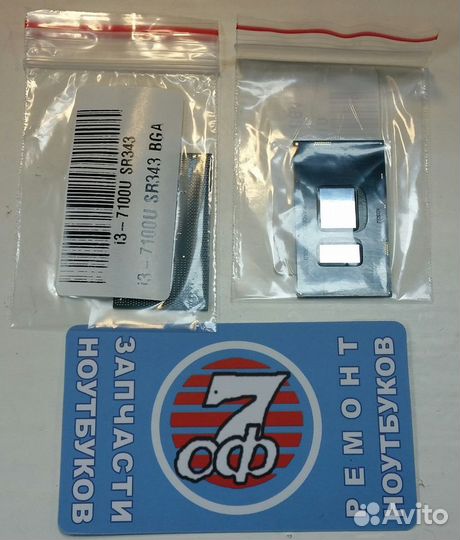 i3-7100U SR343
i3-7100U SR343 BGA
ЗАПЧАСТИ
НОУТБУКОВ
7
оф
РЕМОНТ
НОУТБУКОВ
Avito